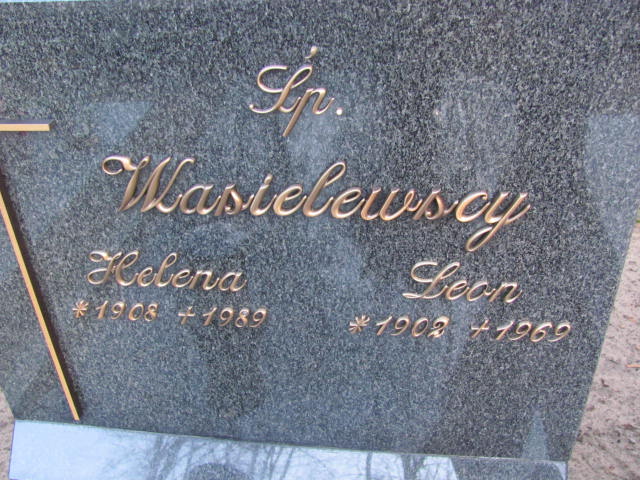 Śp.
Wasielewscy
Helena Leon
*1908 +1989 *1902 +1969